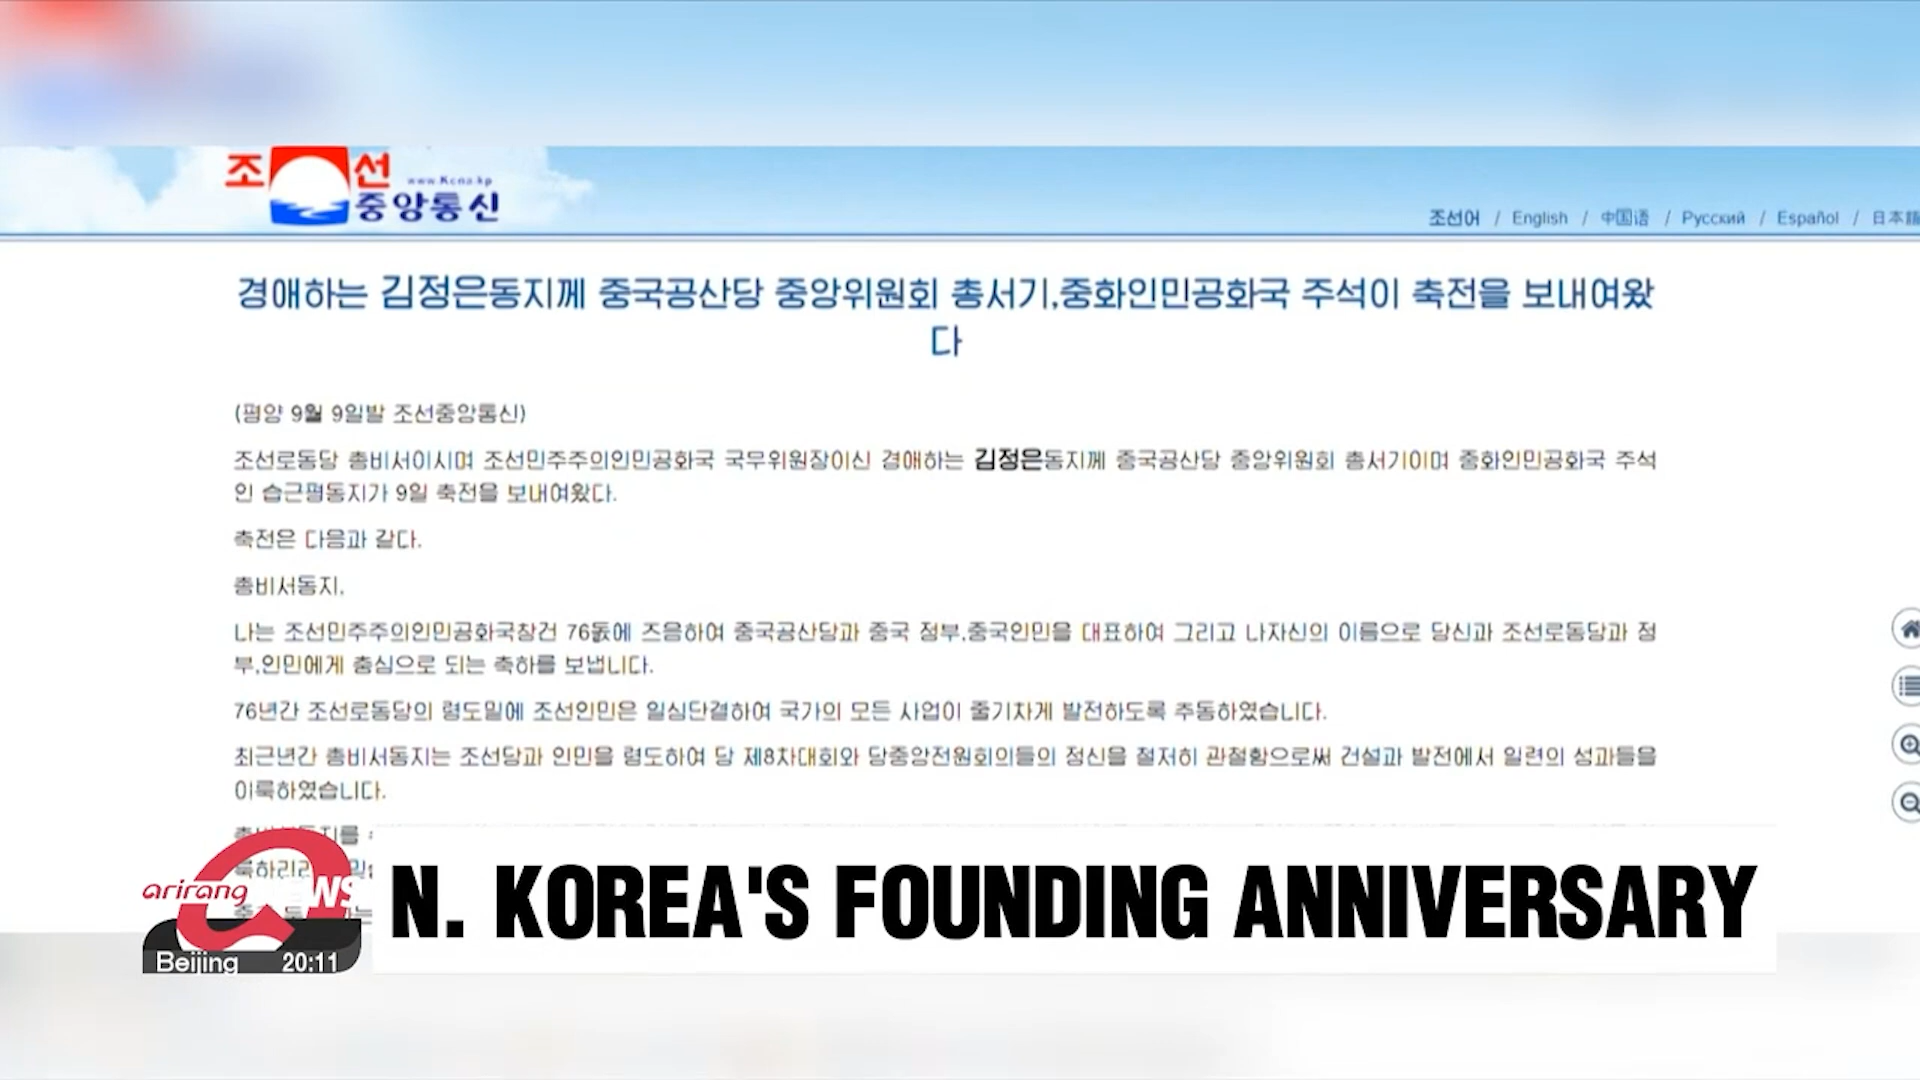 조선
www.Kcna.kp
중앙통신
조선어 / English / 中国语 / Русский / Español / 日本語
경애하는 김정은동지께 중국공산당 중앙위원회 총서기,중화인민공화국 주석이 축전을 보내여왔
다
(평양 9월 9일발 조선중앙통신)
조선로동당 총비서이시며 조선민주주의인민공화국 국무위원장이신 경애하는 김정은동지께 중국공산당 중앙위원회 총서기이며 중화인민공화국 주석
인 습근평동지가 9일 축전을 보내여왔다.
축전은 다음과 같다.
총비서동지,
나는 조선민주주의인민공화국창건 76돐에 즈음하여 중국공산당과 중국 정부,중국인민을 대표하여 그리고 나자신의 이름으로 당신과 조선로동당과 정
부,인민에게 충심으로 되는 축하를 보냅니다.
76년간 조선로동당의 령도밑에 조선인민은 일심단결하여 국가의 모든 사업이 줄기차게 발전하도록 추동하였습니다.
최근년간 총비서동지는 조선당과 인민을 령도하여 당 제8차대회와 당중앙전원회의들의 정신을 철저히 관철함으로써 건설과 발전에서 일련의 성과들을
이룩하였습니다.
arirang NEWS
N. KOREA'S FOUNDING ANNIVERSARY
Beijing 20:11